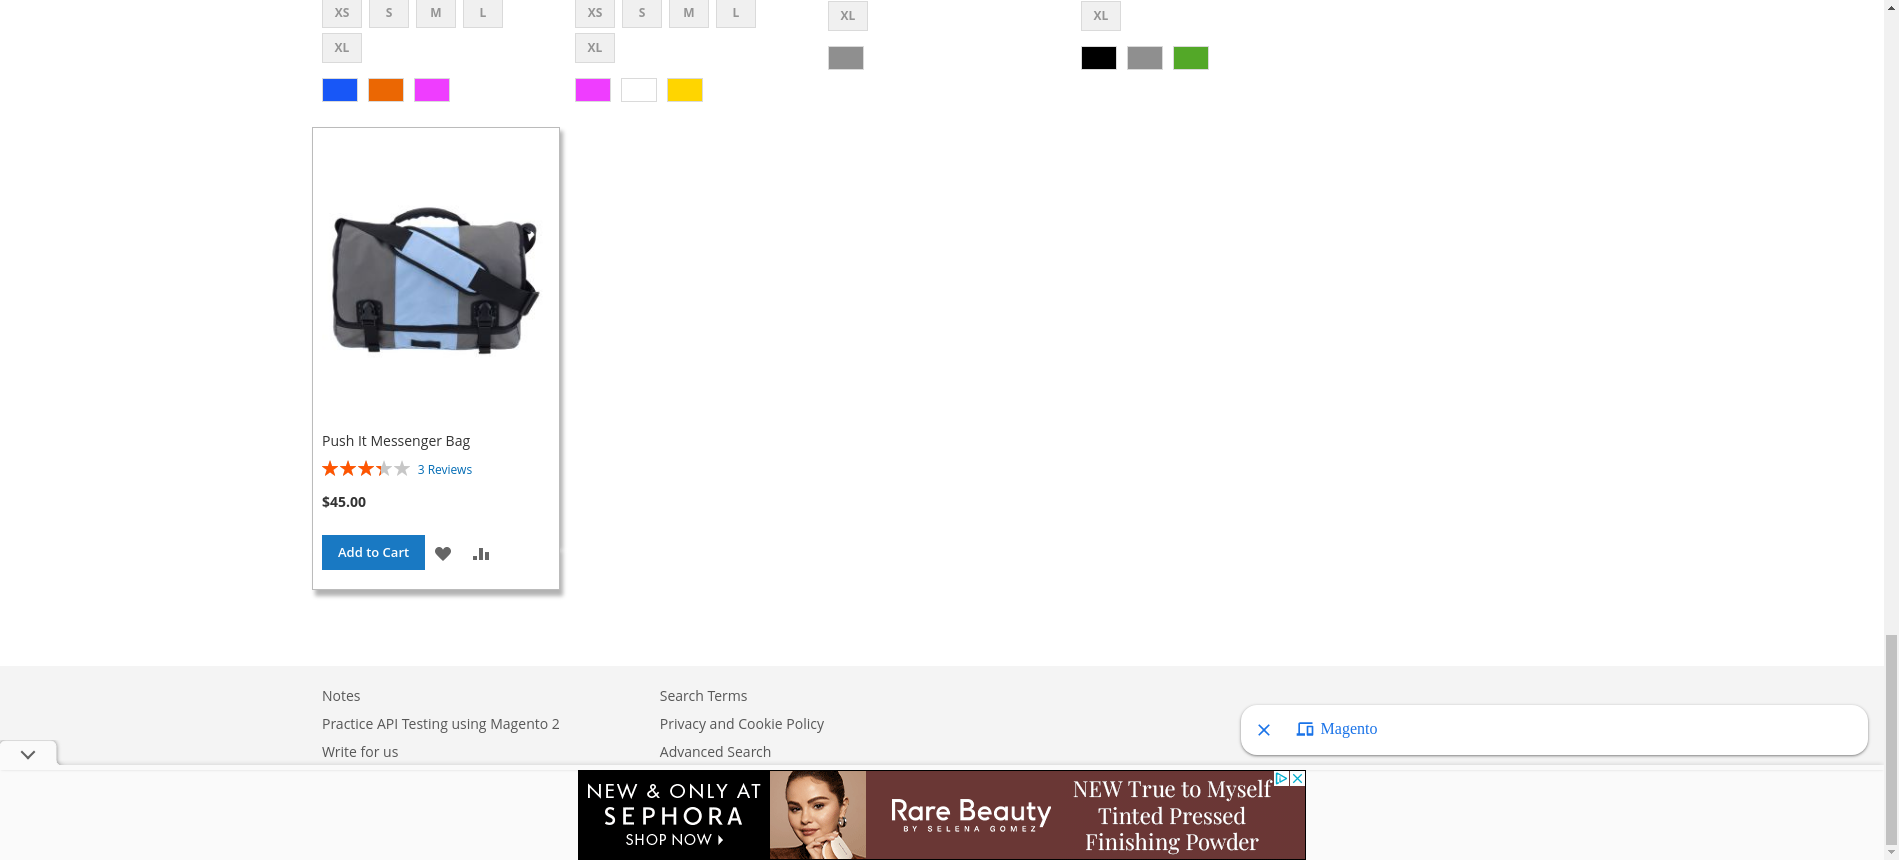 XS S M L
XL
XS S M L
XL
XL
XL
Push It Messenger Bag
3 Reviews
$45.00
Add to Cart
Notes
Practice API Testing using Magento 2
Write for us
Search Terms
Privacy and Cookie Policy
Advanced Search
Magento
NEW & ONLY AT
SEPHORA
SHOP NOW
Rare Beauty
BY SELENA GOMEZ
NEW True to Myself
Tinted Pressed
Finishing Powder